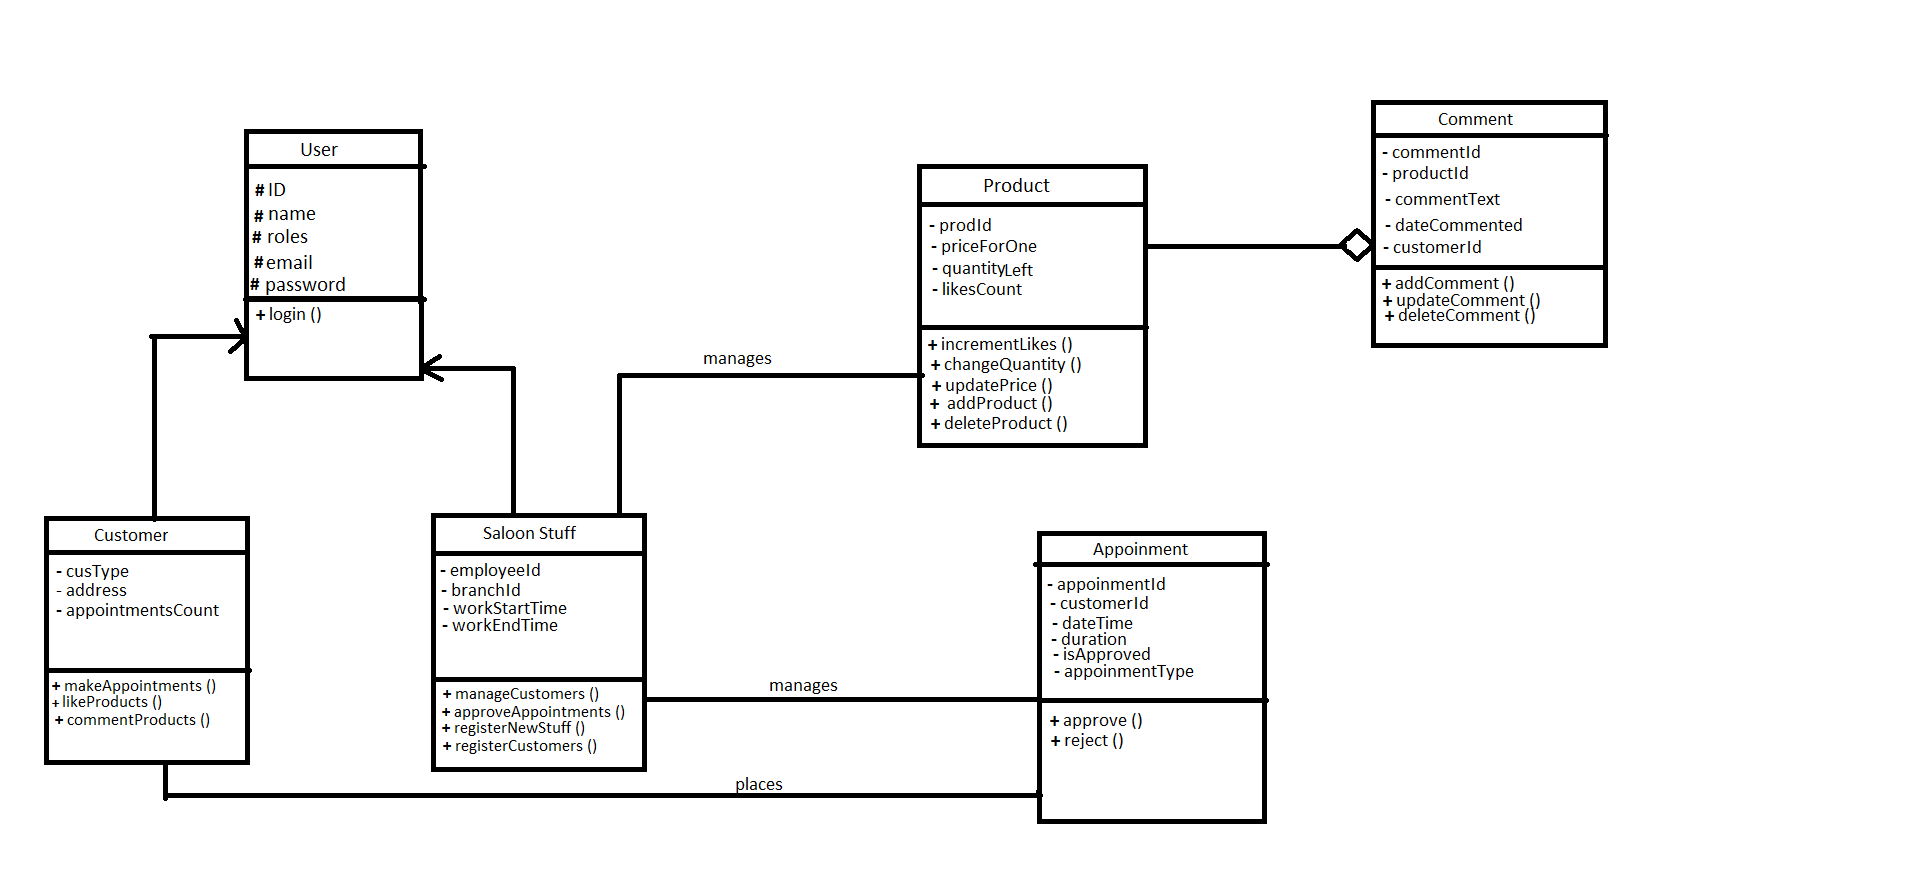 User
# ID
# name
# roles
# email
# password
+ login ()
Product
- prodId
- priceForOne
- quantityLeft
- likesCount
+ incrementLikes ()
+ changeQuantity ()
+ updatePrice ()
+ addProduct ()
+ deleteProduct ()
Comment
- commentId
- productId
- commentText
- dateCommented
- customerId
+ addComment ()
+ updateComment ()
+ deleteComment ()
manages
Customer
- cusType
- address
- appointmentsCount
+ makeAppointments ()
+ likeProducts ()
+ commentProducts ()
Saloon Stuff
- employeeId
- branchId
- workStartTime
- workEndTime
+ manageCustomers ()
+ approveAppointments ()
+ registerNewStuff ()
+ registerCustomers ()
manages
places
Appoinment
- appoinmentId
- customerId
- dateTime
- duration
- isApproved
- appoinmentType
+ approve ()
+ reject ()